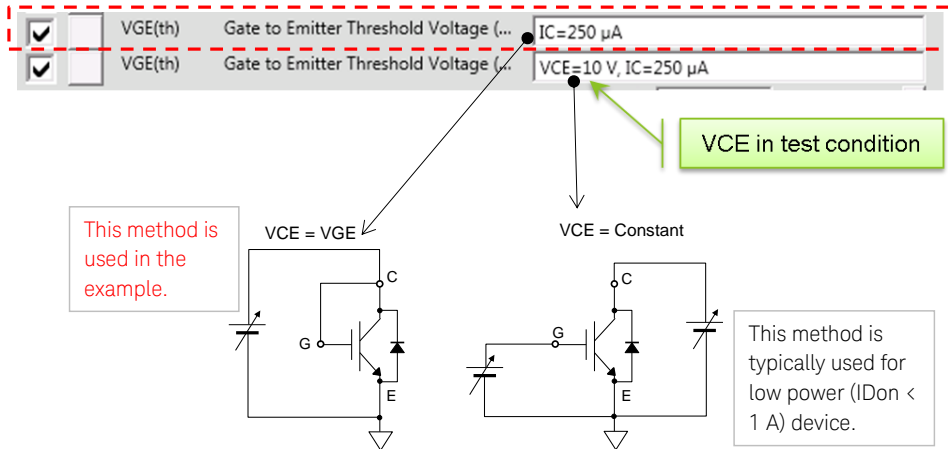 VGE(th) Gate to Emitter Threshold Voltage (... IC=250 µA
VGE(th) Gate to Emitter Threshold Voltage (... VCE=10 V, IC=250 µA
VCE in test condition
This method is
used in the
example.
VCE = VGE
VCE = Constant
C
G
E
C
G
E
This method is
typically used for
low power (IDon <
1 A) device.